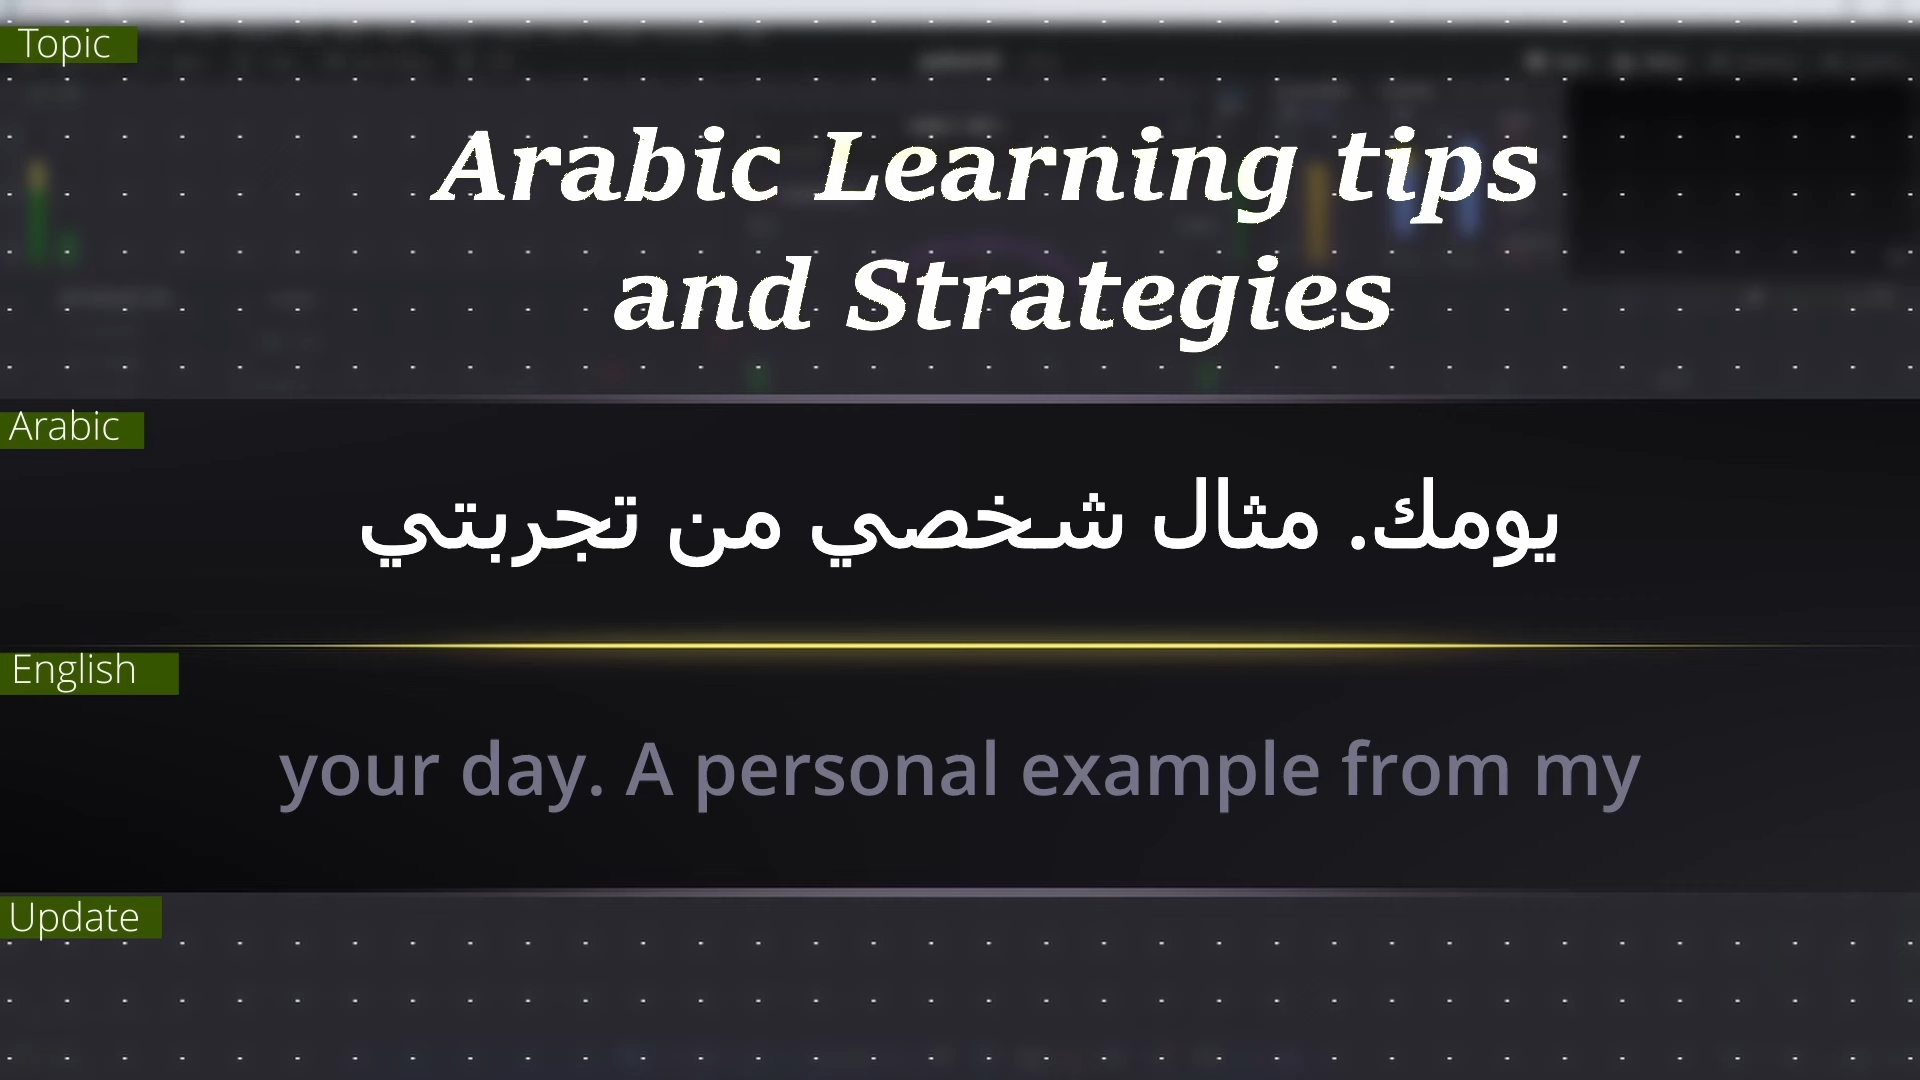 Topic
Arabic Learning tips
and Strategies
Arabic
يومك. مثال شخصي من تجربتي
English
your day. A personal example from my
Update